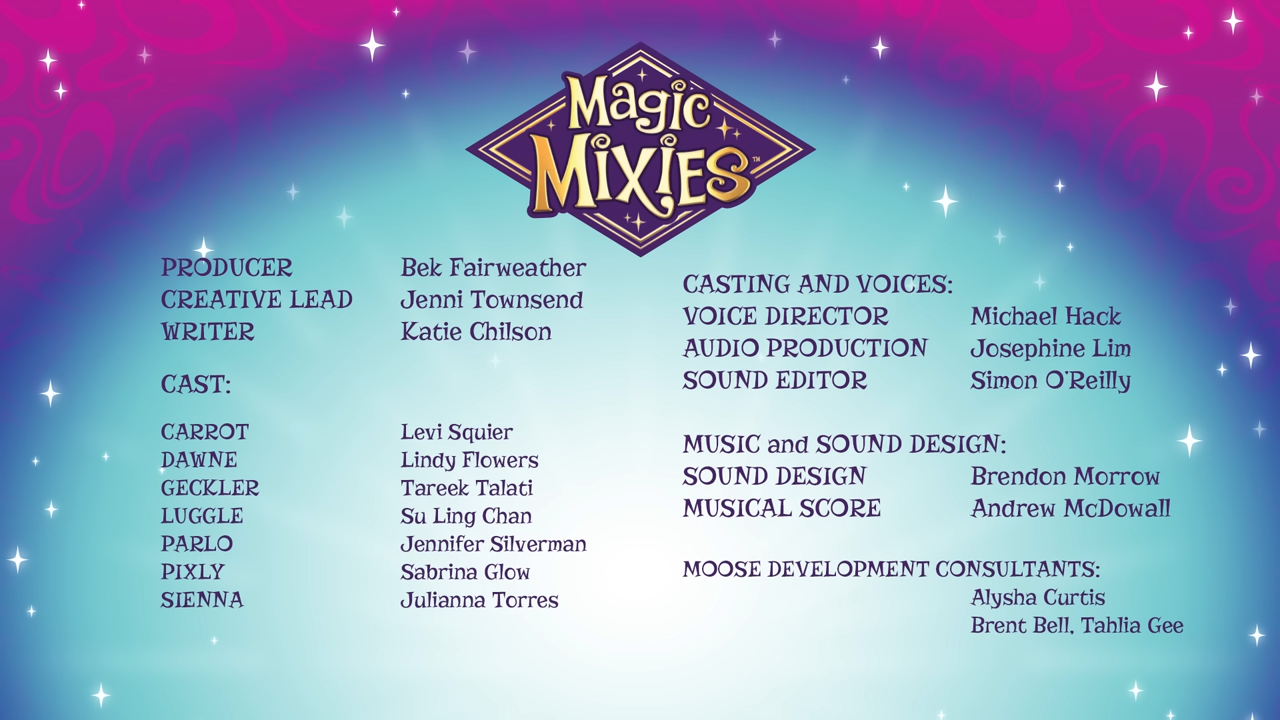 Magic
Mixies™
PRODUCER Bek Fairweather
CREATIVE LEAD Jenni Townsend
WRITER Katie Chilson
CAST:
CARROT Levi Squier
DAWNE Lindy Flowers
GECKLER Tareek Talati
LUGGLE Su Ling Chan
PARLO Jennifer Silverman
PIXLY Sabrina Glow
SIENNA Julianna Torres
CASTING AND VOICES:
VOICE DIRECTOR Michael Hack
AUDIO PRODUCTION Josephine Lim
SOUND EDITOR Simon O'Reilly
MUSIC and SOUND DESIGN:
SOUND DESIGN Brendon Morrow
MUSICAL SCORE Andrew McDowall
MOOSE DEVELOPMENT CONSULTANTS:
Alysha Curtis
Brent Bell, Tahlia Gee